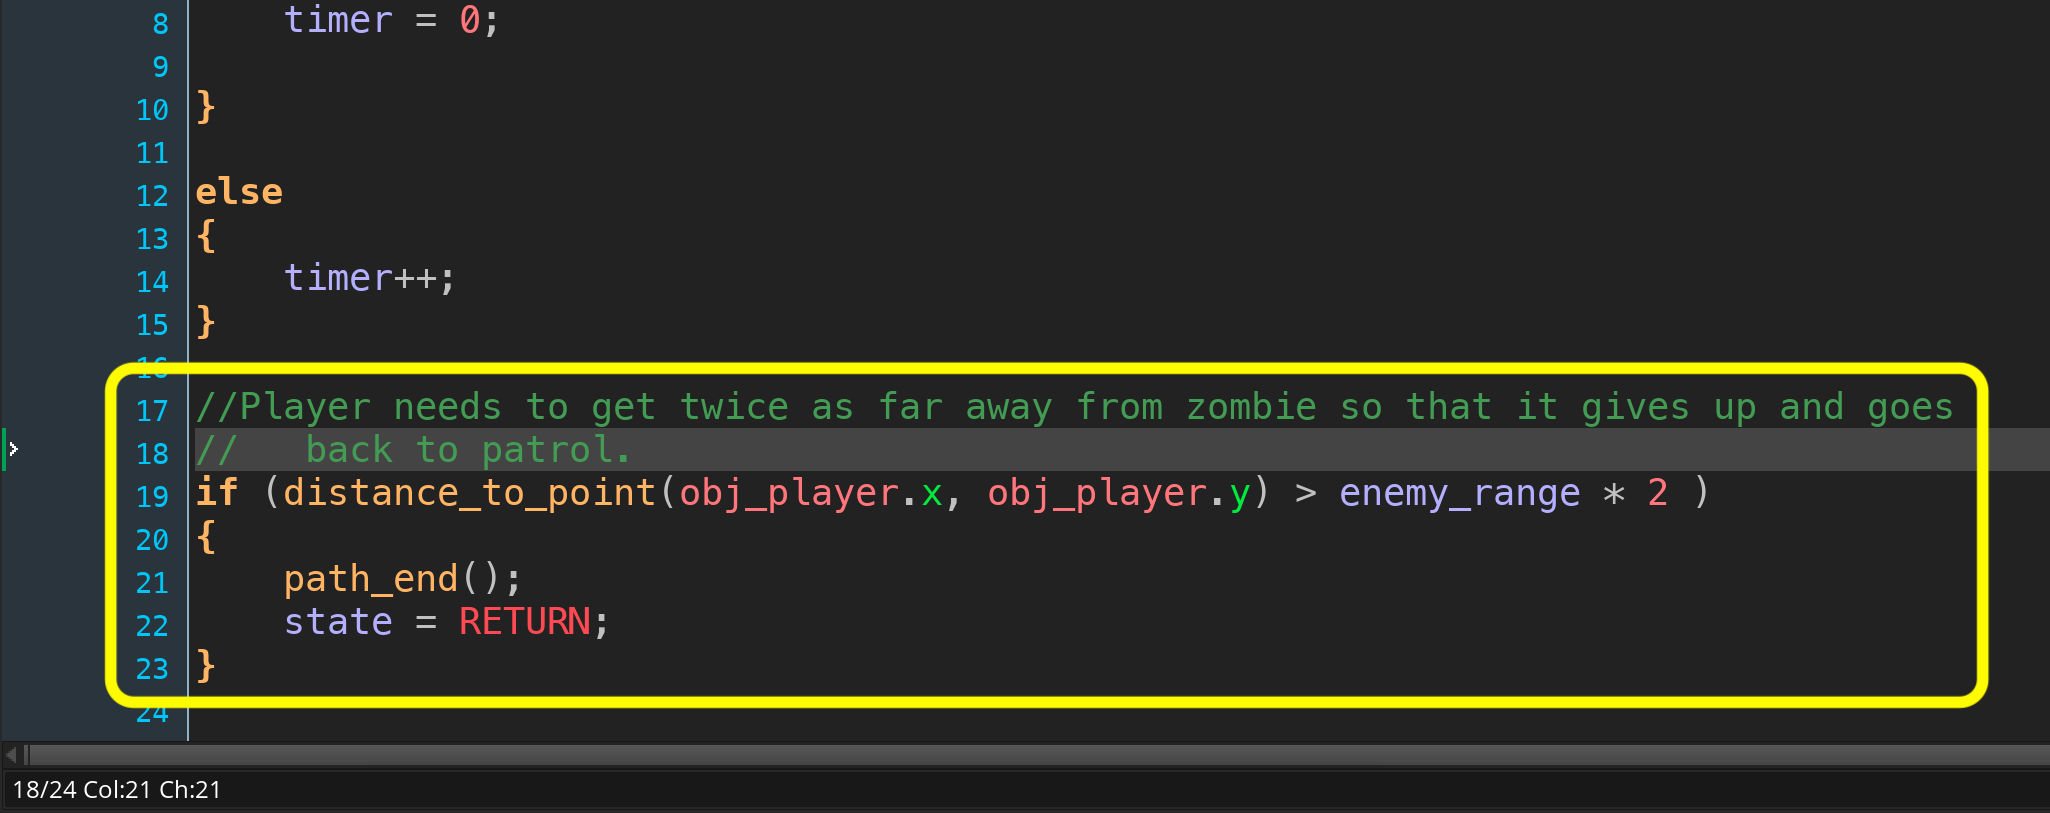 8 timer = 0;
9
10 }
11
12 else
13 {
14 timer++;
15 }
16
17 //Player needs to get twice as far away from zombie so that it gives up and goes
18 //   back to patrol.
19 if (distance_to_point(obj_player.x, obj_player.y) > enemy_range * 2 )
20 {
21 path_end();
22 state = RETURN;
23 }
24
18/24 Col:21 Ch:21